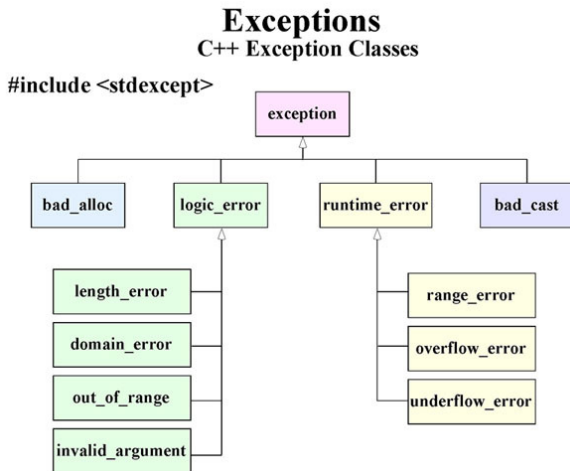 Exceptions
C++ Exception Classes
#include <stdexcept>
exception
bad_alloc
logic_error
runtime_error
bad_cast
length_error
domain_error
out_of_range
invalid_argument
range_error
overflow_error
underflow_error